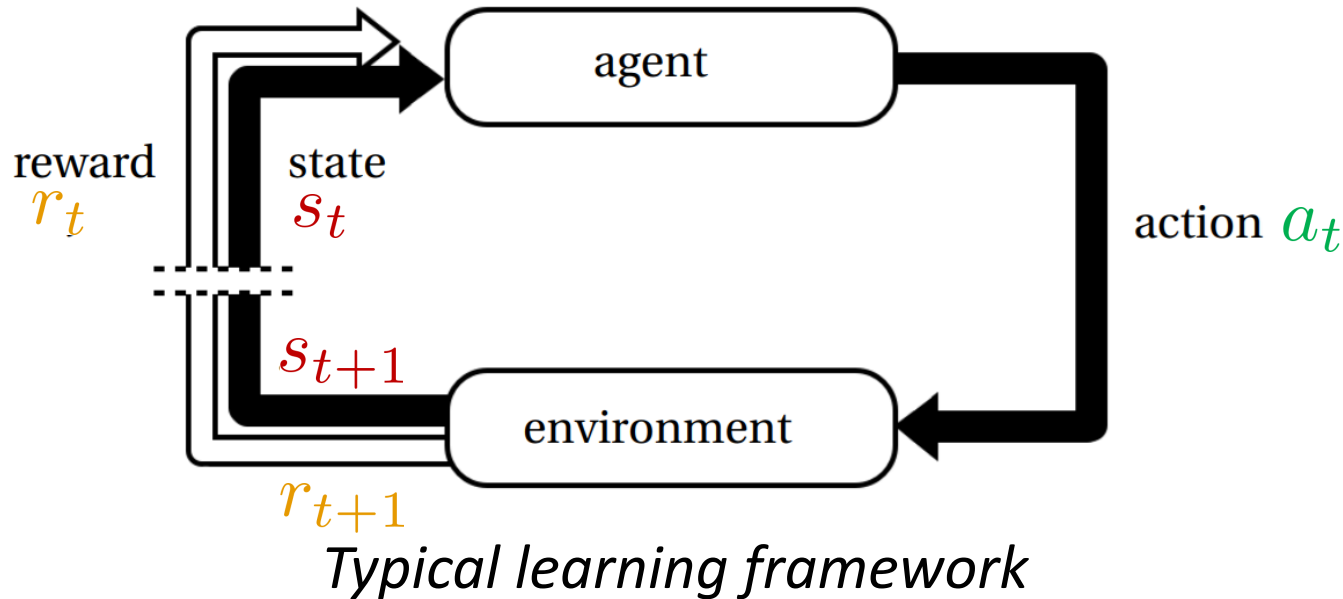 agent
reward
state
r_t
s_t
action a_t
s_{t+1}
environment
r_{t+1}
Typical learning framework